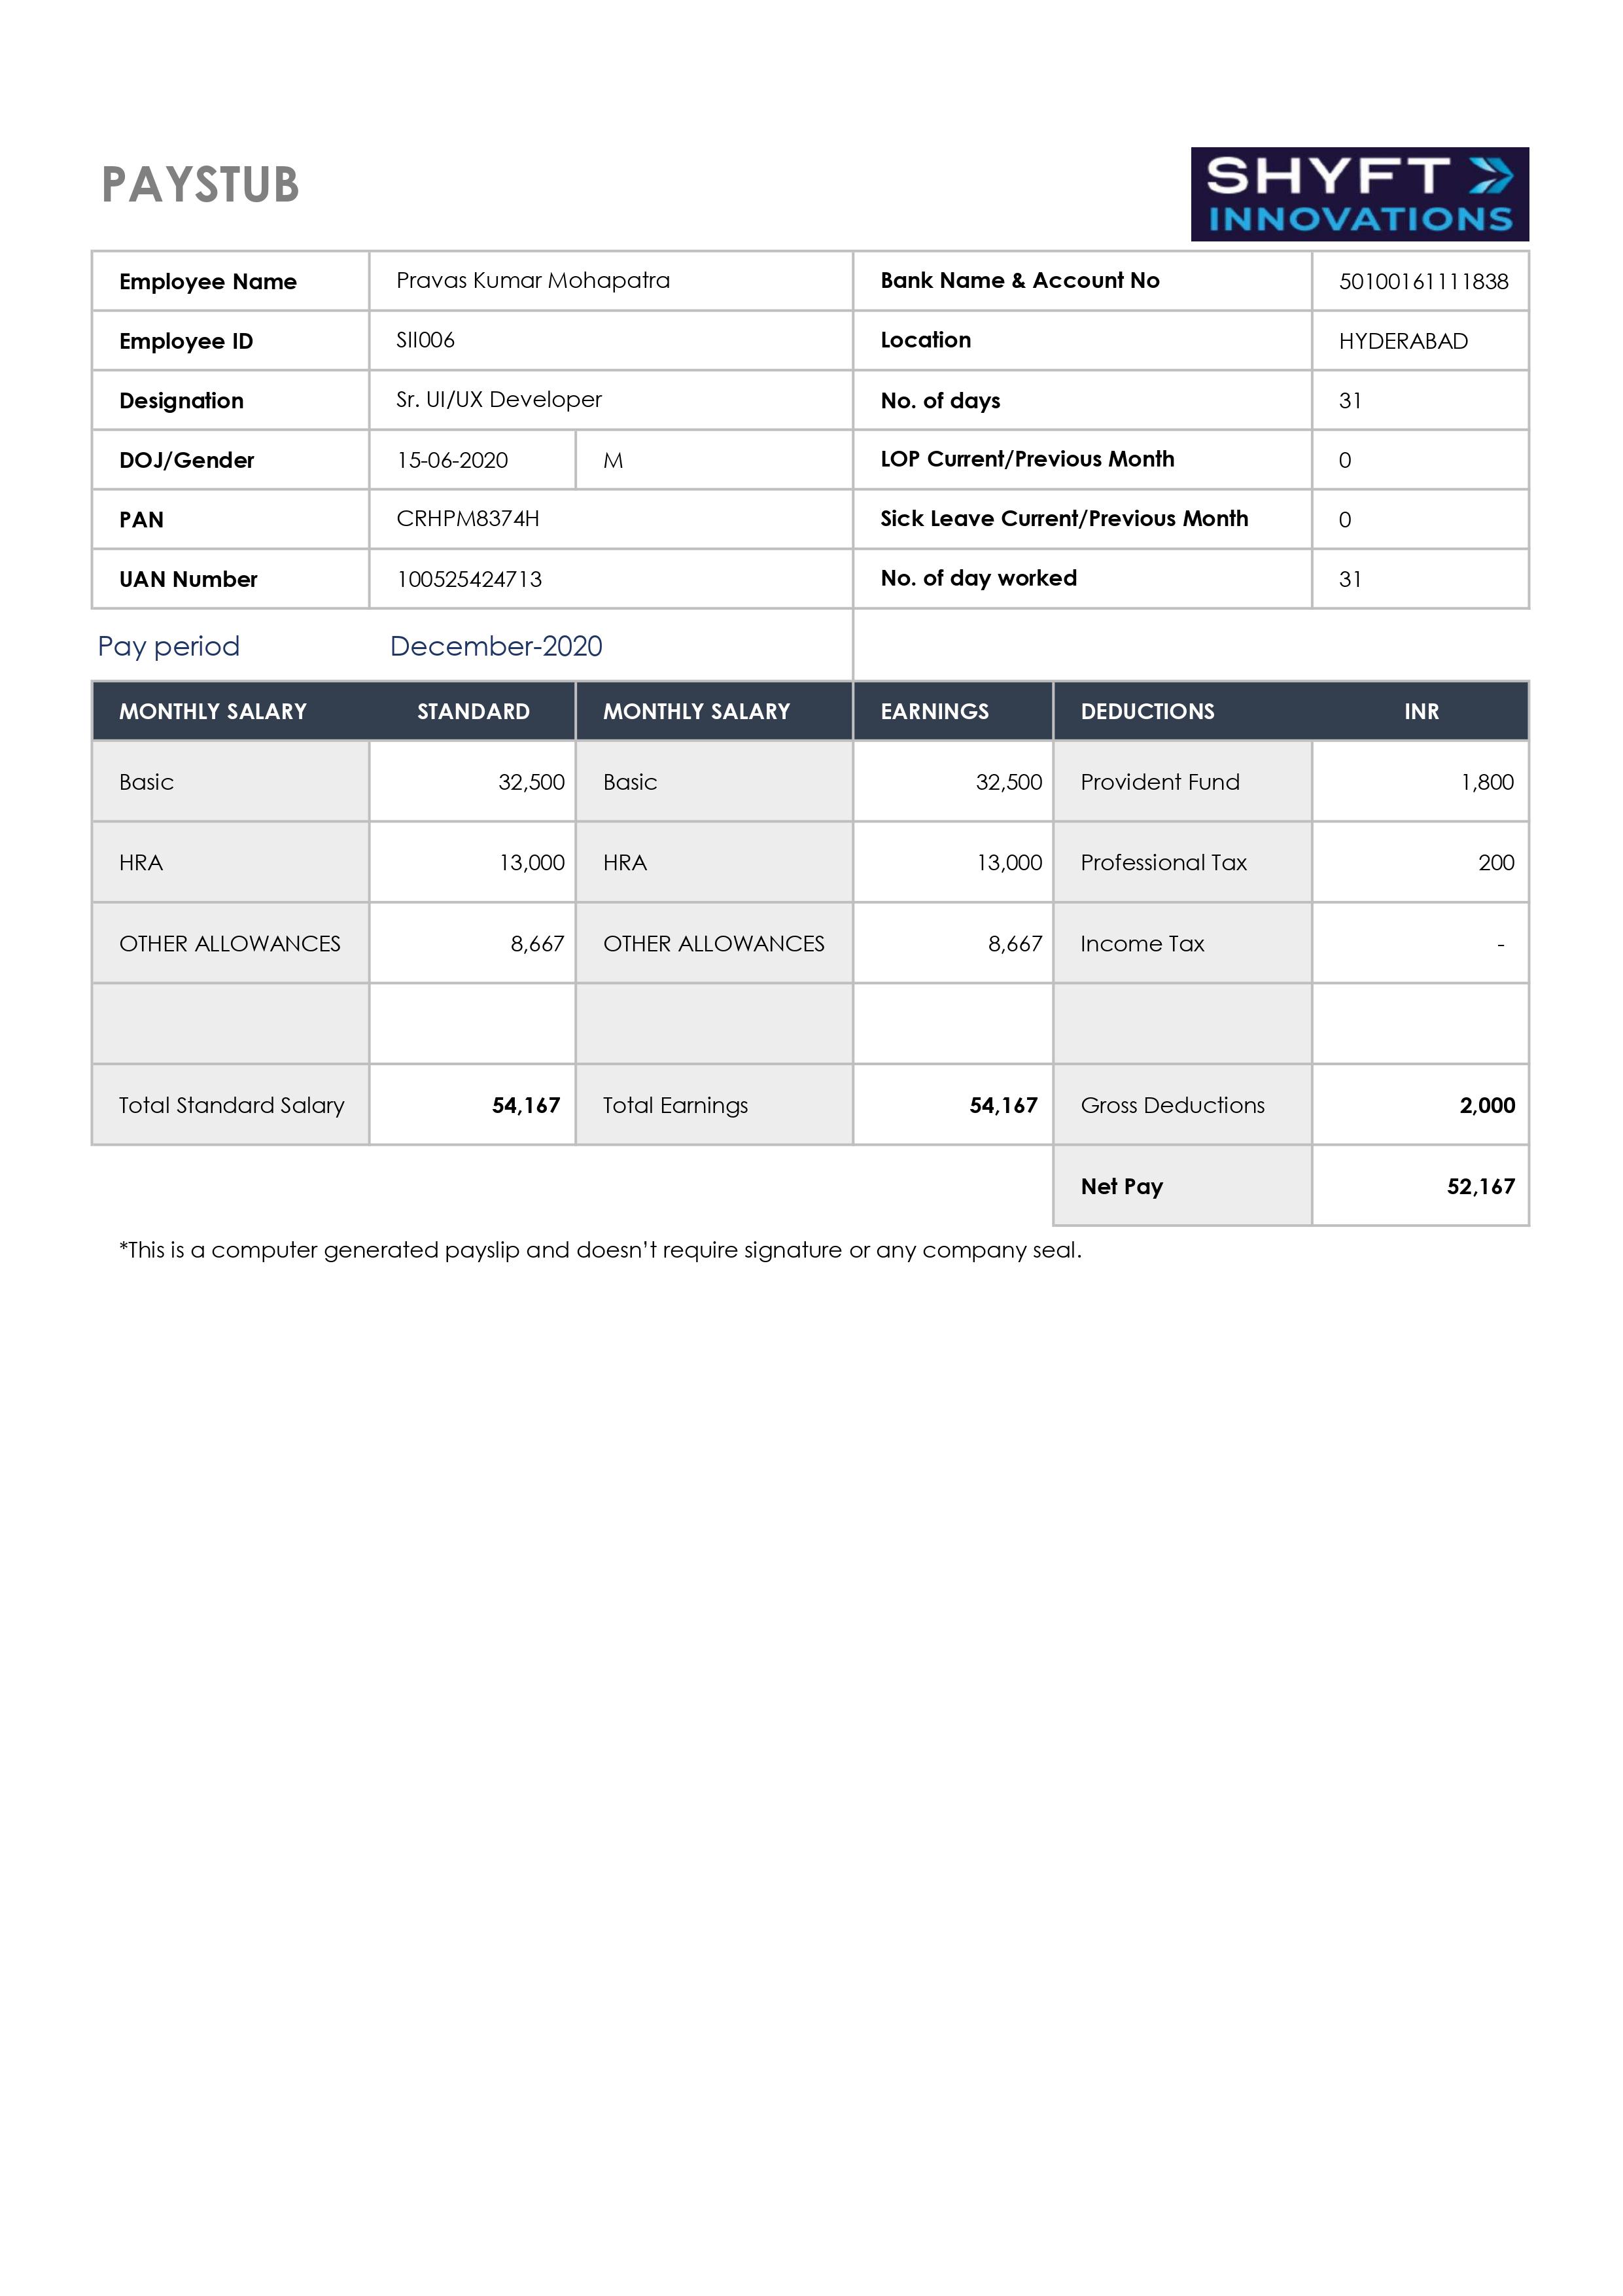 PAYSTUB
SHYFT
INNOVATIONS
Employee Name Pravas Kumar Mohapatra Bank Name & Account No 50100161111838
Employee ID SII006 Location HYDERABAD
Designation Sr. UI/UX Developer No. of days 31
DOJ/Gender 15-06-2020 M LOP Current/Previous Month 0
PAN CRHPM8374H Sick Leave Current/Previous Month 0
UAN Number 100525424713 No. of day worked 31
Pay period December-2020
MONTHLY SALARY STANDARD MONTHLY SALARY EARNINGS DEDUCTIONS INR
Basic 32,500 Basic 32,500 Provident Fund 1,800
HRA 13,000 HRA 13,000 Professional Tax 200
OTHER ALLOWANCES 8,667 OTHER ALLOWANCES 8,667 Income Tax -
Total Standard Salary 54,167 Total Earnings 54,167 Gross Deductions 2,000
Net Pay 52,167
*This is a computer generated payslip and doesn’t require signature or any company seal.